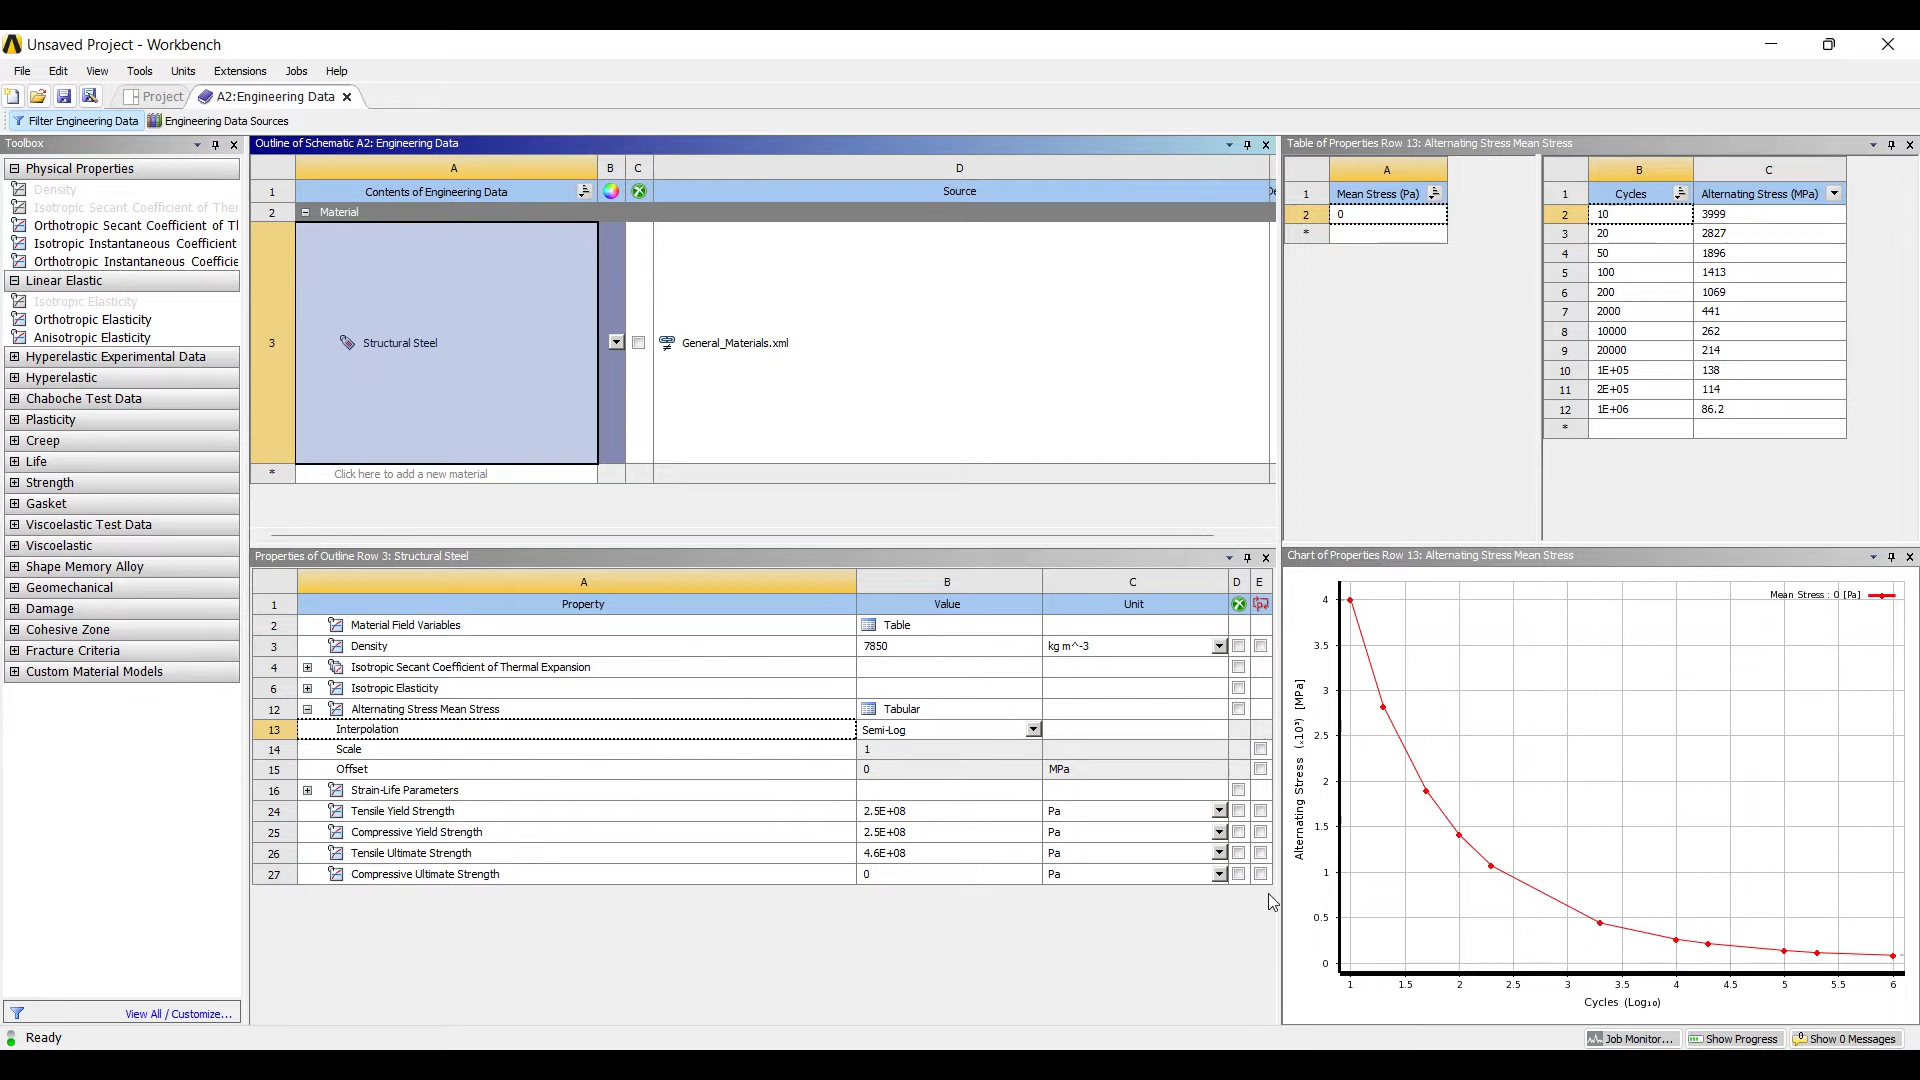 Unsaved Project - Workbench
File Edit View Tools Units Extensions Jobs Help
Project A2:Engineering Data
Filter Engineering Data Engineering Data Sources
Toolbox
Physical Properties
Density
Isotropic Secant Coefficient of Ther
Orthotropic Secant Coefficient of Tl
Isotropic Instantaneous Coefficient
Orthotropic Instantaneous Coefficie
Linear Elastic
Isotropic Elasticity
Orthotropic Elasticity
Anisotropic Elasticity
Hyperelastic Experimental Data
Hyperelastic
Chaboche Test Data
Plasticity
Creep
Life
Strength
Gasket
Viscoelastic Test Data
Viscoelastic
Shape Memory Alloy
Geomechanical
Damage
Cohesive Zone
Fracture Criteria
Custom Material Models
View All / Customize...
Outline of Schematic A2: Engineering Data
A B C D
1 Contents of Engineering Data Source
2 Material
3 Structural Steel General_Materials.xml
* Click here to add a new material
Properties of Outline Row 3: Structural Steel
A B C D E
1 Property Value Unit
2 Material Field Variables Table
3 Density 7850 kg m^-3
4 Isotropic Secant Coefficient of Thermal Expansion
6 Isotropic Elasticity
12 Alternating Stress Mean Stress Tabular
13 Interpolation Semi-Log
14 Scale 1
15 Offset 0 MPa
16 Strain-Life Parameters
24 Tensile Yield Strength 2.5E+08 Pa
25 Compressive Yield Strength 2.5E+08 Pa
26 Tensile Ultimate Strength 4.6E+08 Pa
27 Compressive Ultimate Strength 0 Pa
Table of Properties Row 13: Alternating Stress Mean Stress
A
1 Mean Stress (Pa)
2 0
*
B C
1 Cycles Alternating Stress (MPa)
2 10 3999
3 20 2827
4 50 1896
5 100 1413
6 200 1069
7 2000 441
8 10000 262
9 20000 214
10 1E+05 138
11 2E+05 114
12 1E+06 86.2
*
Chart of Properties Row 13: Alternating Stress Mean Stress
Mean Stress : 0 [Pa]
Alternating Stress (x10³) [MPa]
4
3.5
3
2.5
2
1.5
1
0.5
0
1 1.5 2 2.5 3 3.5 4 4.5 5 5.5 6
Cycles (Log₁₀)
Ready
Job Monitor... Show Progress Show 0 Messages